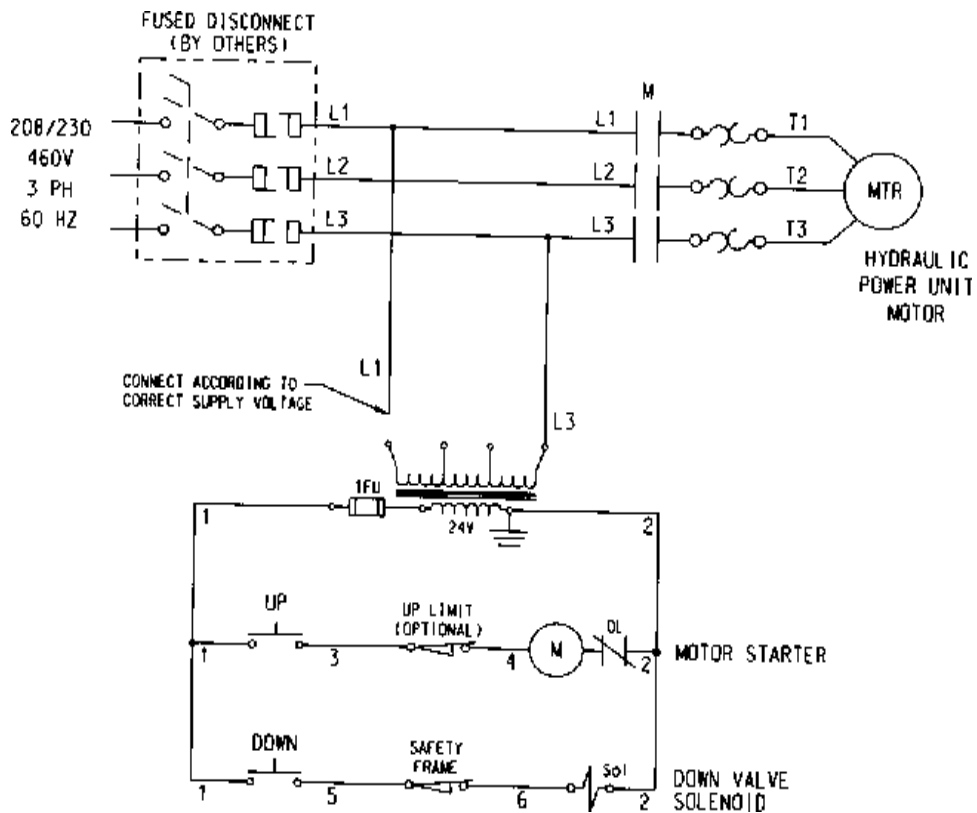 FUSED DISCONNECT
(BY OTHERS)
208/230
460V
3 PH
60 HZ
L1
L2
L3
L1
L2
L3
M
T1
T2
T3
MTR
HYDRAULIC
POWER UNIT
MOTOR
L1
L3
CONNECT ACCORDING TO
CORRECT SUPPLY VOLTAGE
1FU
24V
1
2
UP
UP LIMIT
(OPTIONAL)
OL
1
3
4
M
2
MOTOR STARTER
DOWN
SAFETY
FRAME
Sol
1
5
6
2
DOWN VALVE
SOLENOID